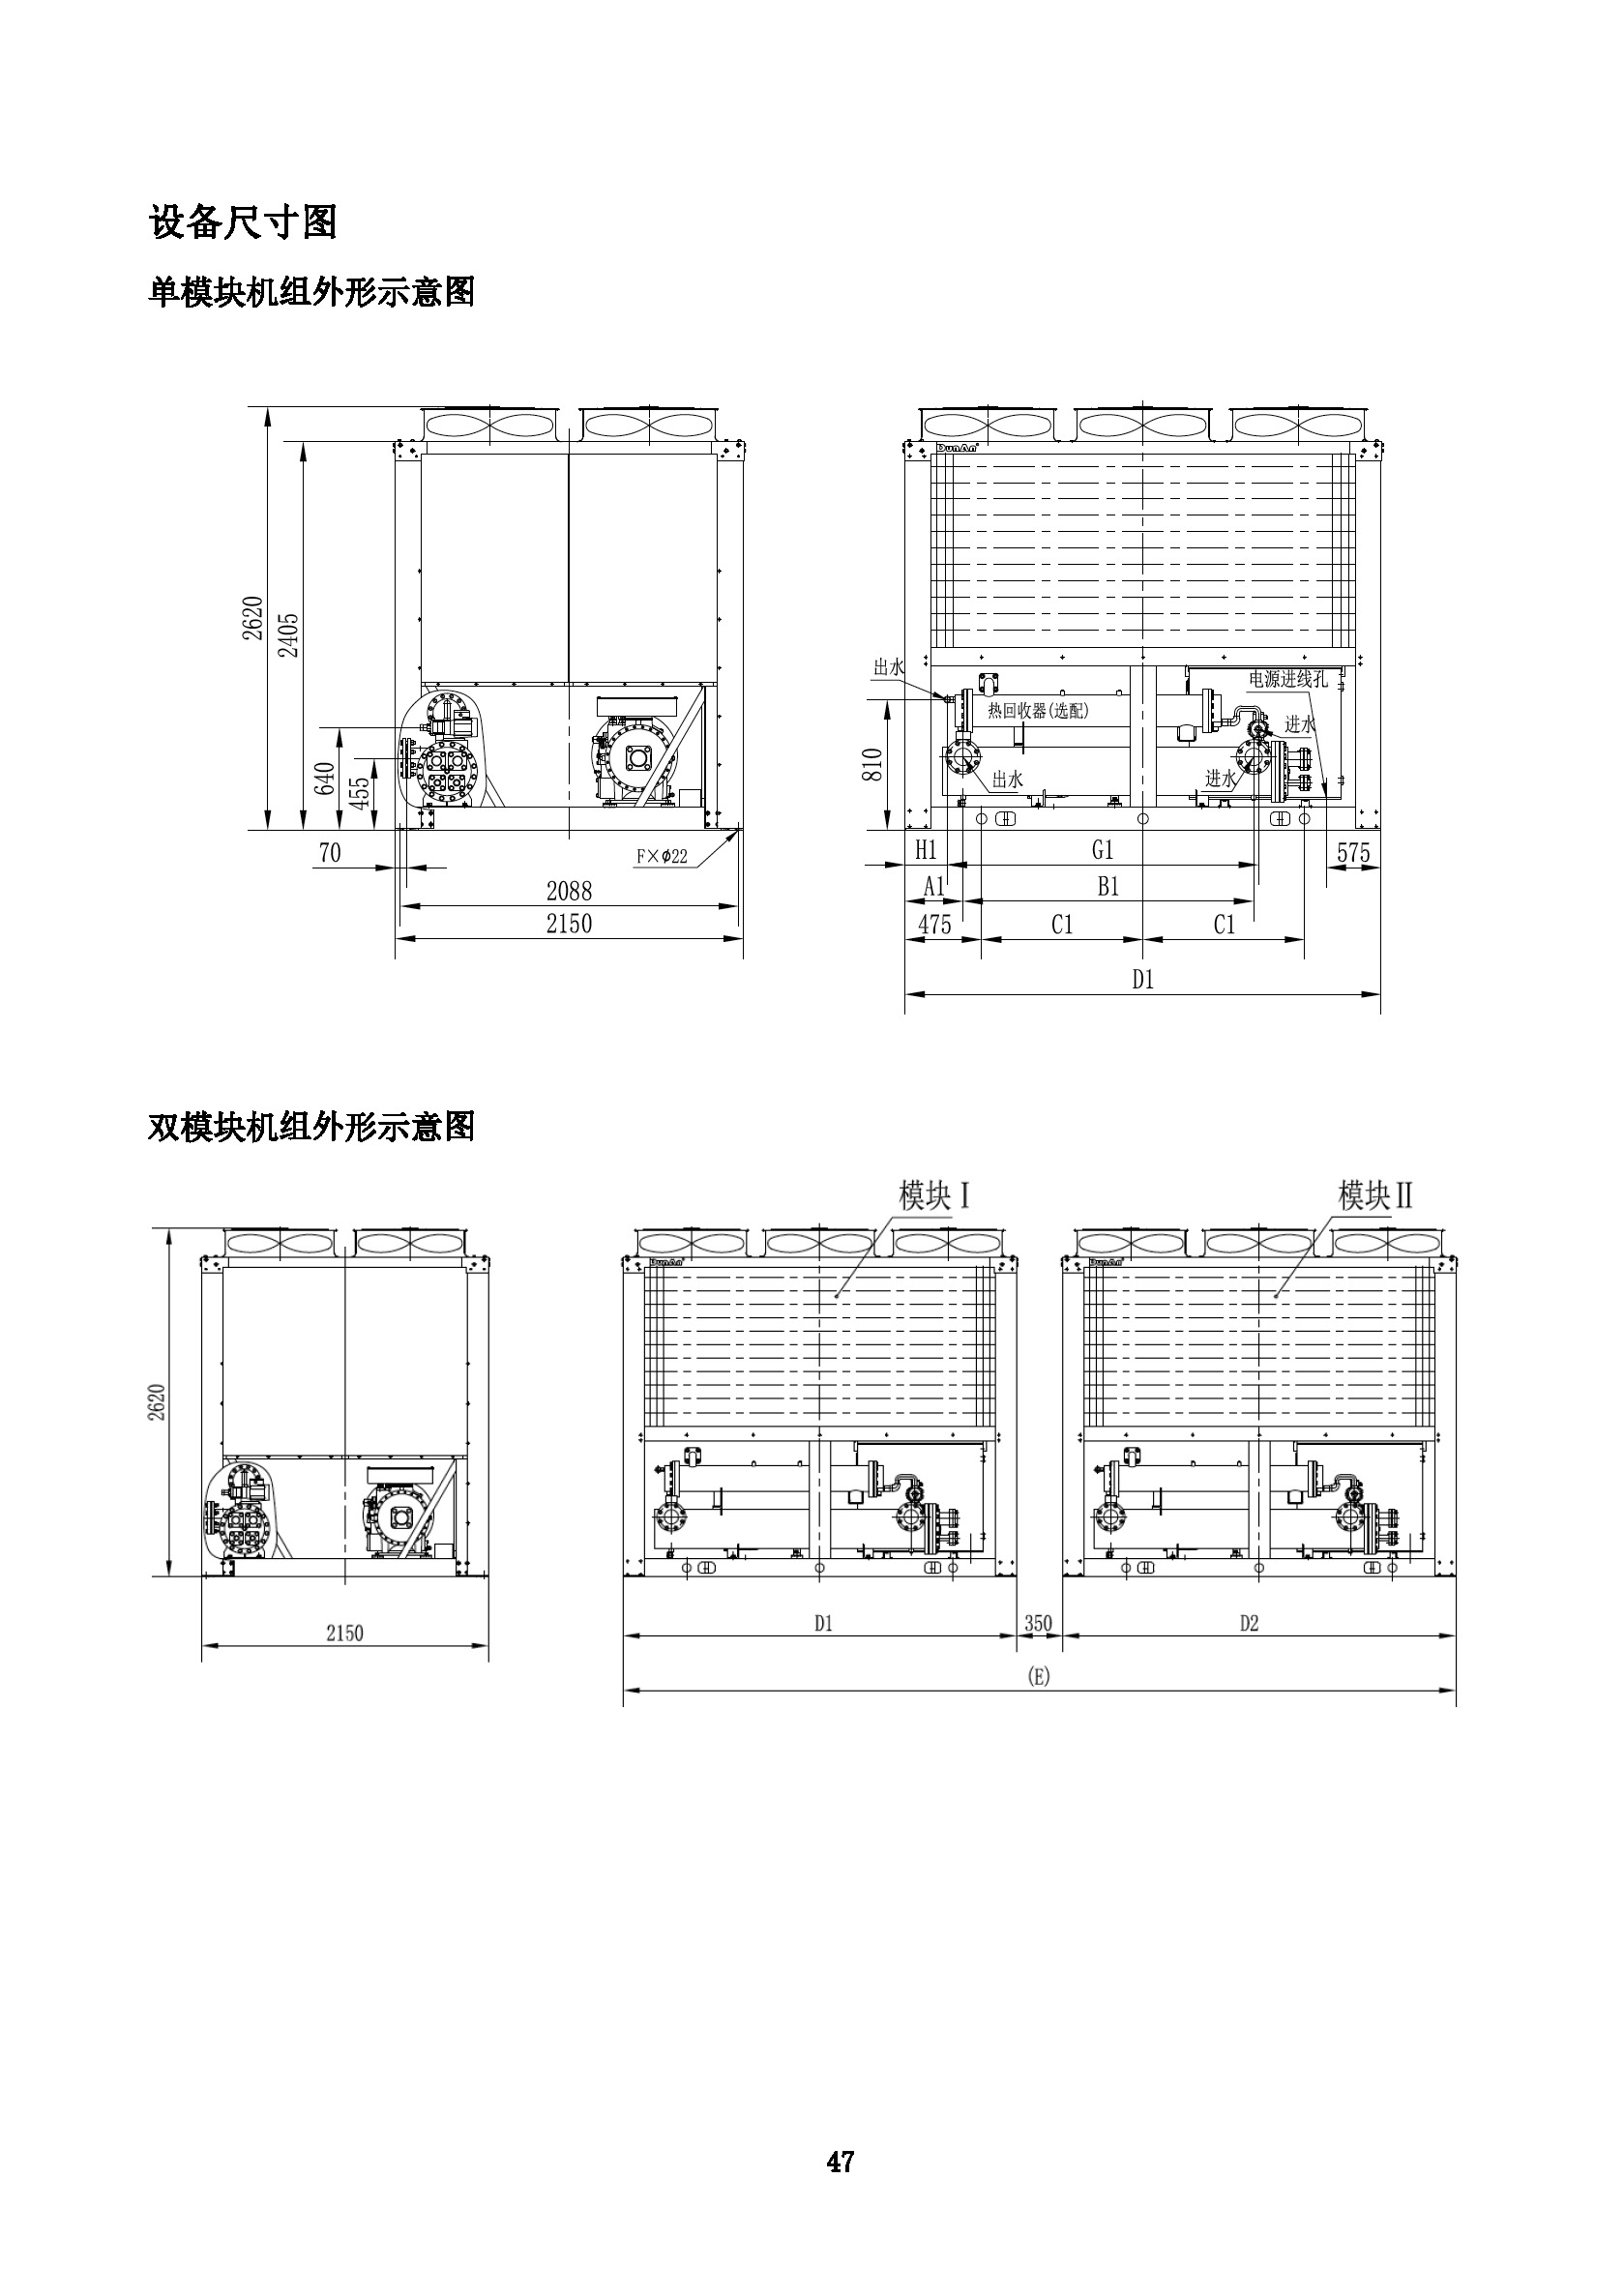 设备尺寸图
单模块机组外形示意图
DunAn
2620
2405
640
455
70
F×ϕ22
2088
2150
出水
电源进线孔
热回收器(选配)
进水
810
出水
进水
H1
G1
575
A1
B1
475
C1
C1
D1
双模块机组外形示意图
模块Ⅰ
模块Ⅱ
DunAn
DunAn
2620
2150
D1
350
D2
(E)
47